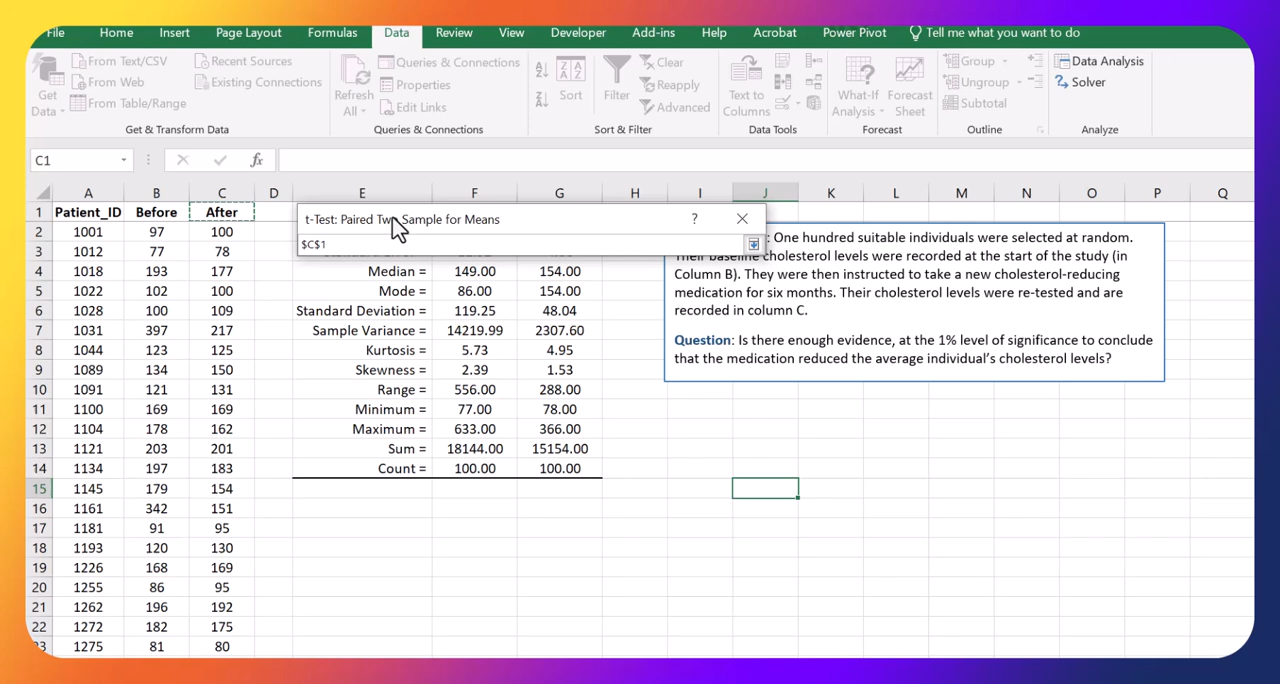 File Home Insert Page Layout Formulas Data Review View Developer Add-ins Help Acrobat Power Pivot Tell me what you want to do
Get Data
From Text/CSV
From Web
From Table/Range
Recent Sources
Existing Connections
Get & Transform Data
Refresh All
Queries & Connections
Properties
Edit Links
Queries & Connections
Sort
Filter
Clear
Reapply
Advanced
Sort & Filter
Text to Columns
Data Tools
What-If Analysis
Forecast Sheet
Forecast
Group
Ungroup
Subtotal
Outline
Data Analysis
Solver
Analyze
C1 fx
A B C D E F G H I J K L M N O P Q
1 Patient_ID Before After
t-Test: Paired Two Sample for Means ?
$C$1
2 1001 97 100
3 1012 77 78
4 1018 193 177 Median = 149.00 154.00
5 1022 102 100 Mode = 86.00 154.00
6 1028 100 109 Standard Deviation = 119.25 48.04
7 1031 397 217 Sample Variance = 14219.99 2307.60
8 1044 123 125 Kurtosis = 5.73 4.95
9 1089 134 150 Skewness = 2.39 1.53
10 1091 121 131 Range = 556.00 288.00
11 1100 169 169 Minimum = 77.00 78.00
12 1104 178 162 Maximum = 633.00 366.00
13 1121 203 201 Sum = 18144.00 15154.00
14 1134 197 183 Count = 100.00 100.00
15 1145 179 154
16 1161 342 151
17 1181 91 95
18 1193 120 130
19 1226 168 169
20 1255 86 95
21 1262 196 192
22 1272 182 175
23 1275 81 80
: One hundred suitable individuals were selected at random.
Their baseline cholesterol levels were recorded at the start of the study (in
Column B). They were then instructed to take a new cholesterol-reducing
medication for six months. Their cholesterol levels were re-tested and are
recorded in column C.
Question: Is there enough evidence, at the 1% level of significance to conclude
that the medication reduced the average individual's cholesterol levels?